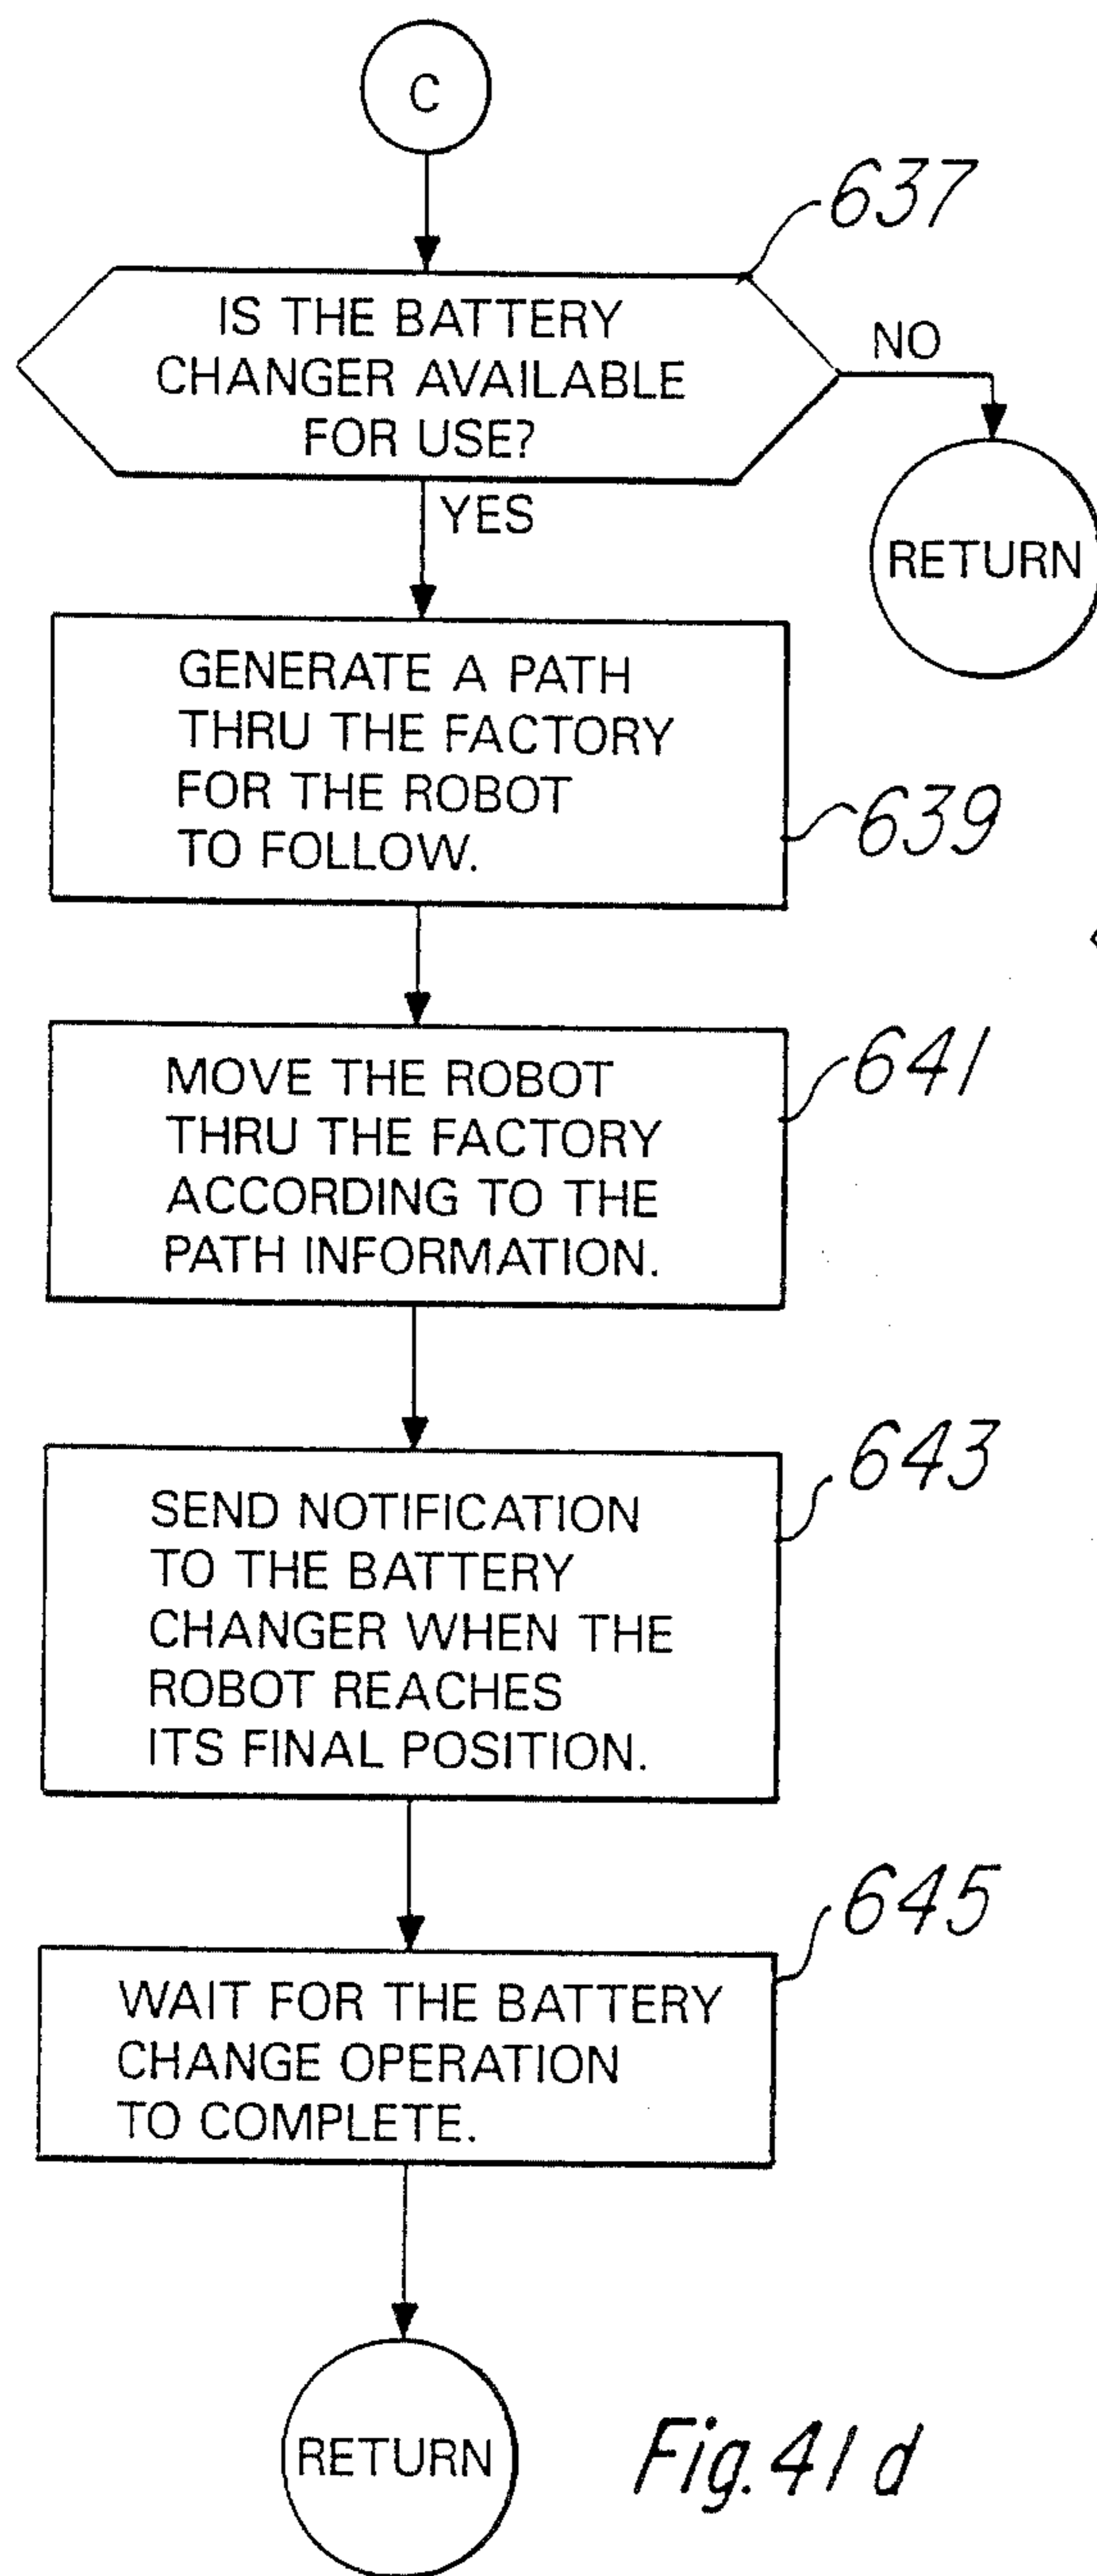 C
637
IS THE BATTERY
CHANGER AVAILABLE
FOR USE?
NO
RETURN
YES
GENERATE A PATH
THRU THE FACTORY
FOR THE ROBOT
TO FOLLOW.
639
MOVE THE ROBOT
THRU THE FACTORY
ACCORDING TO THE
PATH INFORMATION.
641
SEND NOTIFICATION
TO THE BATTERY
CHANGER WHEN THE
ROBOT REACHES
ITS FINAL POSITION.
643
WAIT FOR THE BATTERY
CHANGE OPERATION
TO COMPLETE.
645
RETURN
Fig. 41d